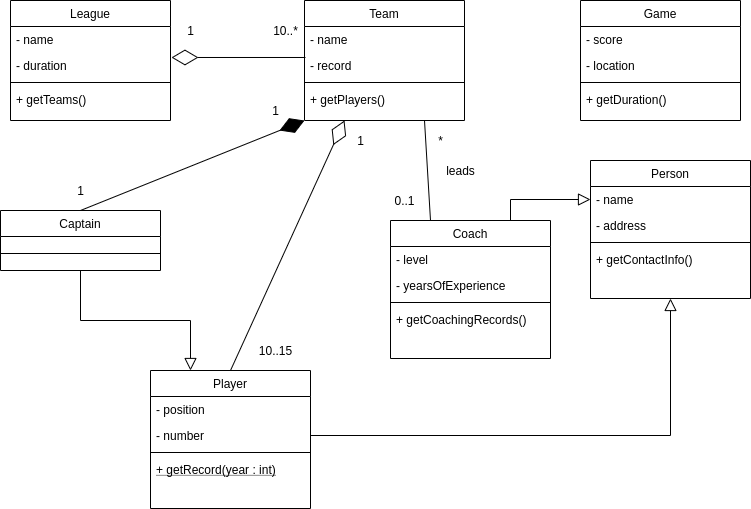 League
- name
- duration
+ getTeams()
1
10..*
Team
- name
- record
+ getPlayers()
Game
- score
- location
+ getDuration()
1
1
*
leads
0..1
1
Captain
Coach
- level
- yearsOfExperience
+ getCoachingRecords()
Person
- name
- address
+ getContactInfo()
10..15
Player
- position
- number
+ getRecord(year : int)